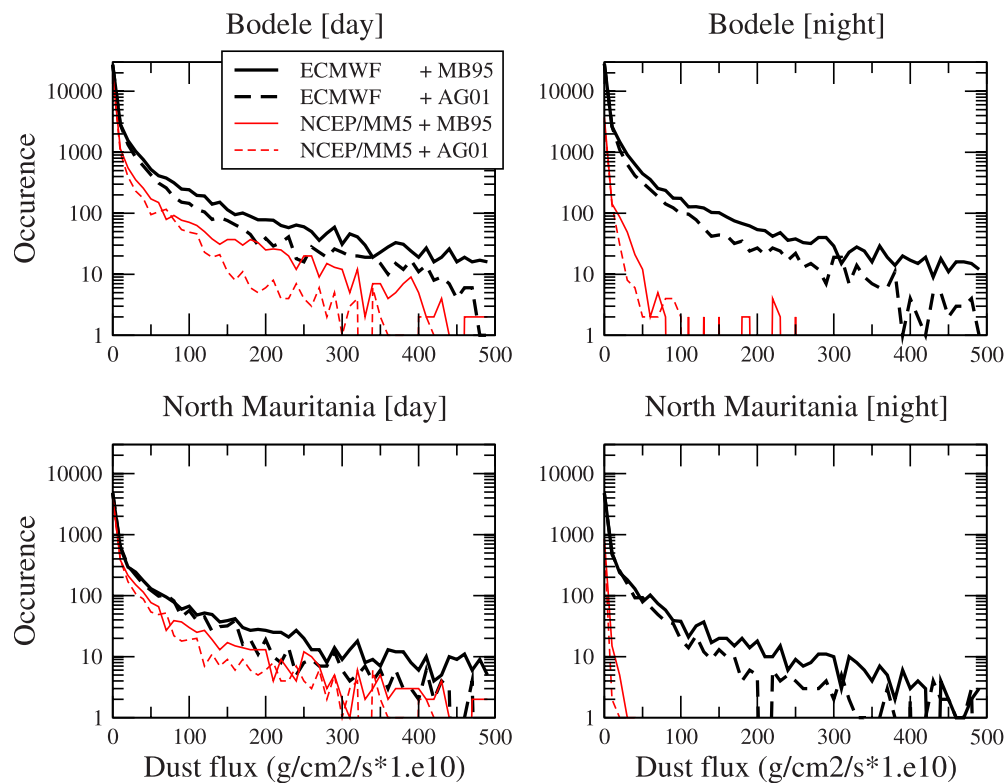 Bodele [day]
Bodele [night]
ECMWF + MB95
ECMWF + AG01
NCEP/MM5 + MB95
NCEP/MM5 + AG01
Occurence
10000
1000
100
10
1
0 100 200 300 400 500
10000
1000
100
10
1
0 100 200 300 400 500
North Mauritania [day]
North Mauritania [night]
Occurence
10000
1000
100
10
1
0 100 200 300 400 500
Dust flux (g/cm2/s*1.e10)
10000
1000
100
10
1
0 100 200 300 400 500
Dust flux (g/cm2/s*1.e10)